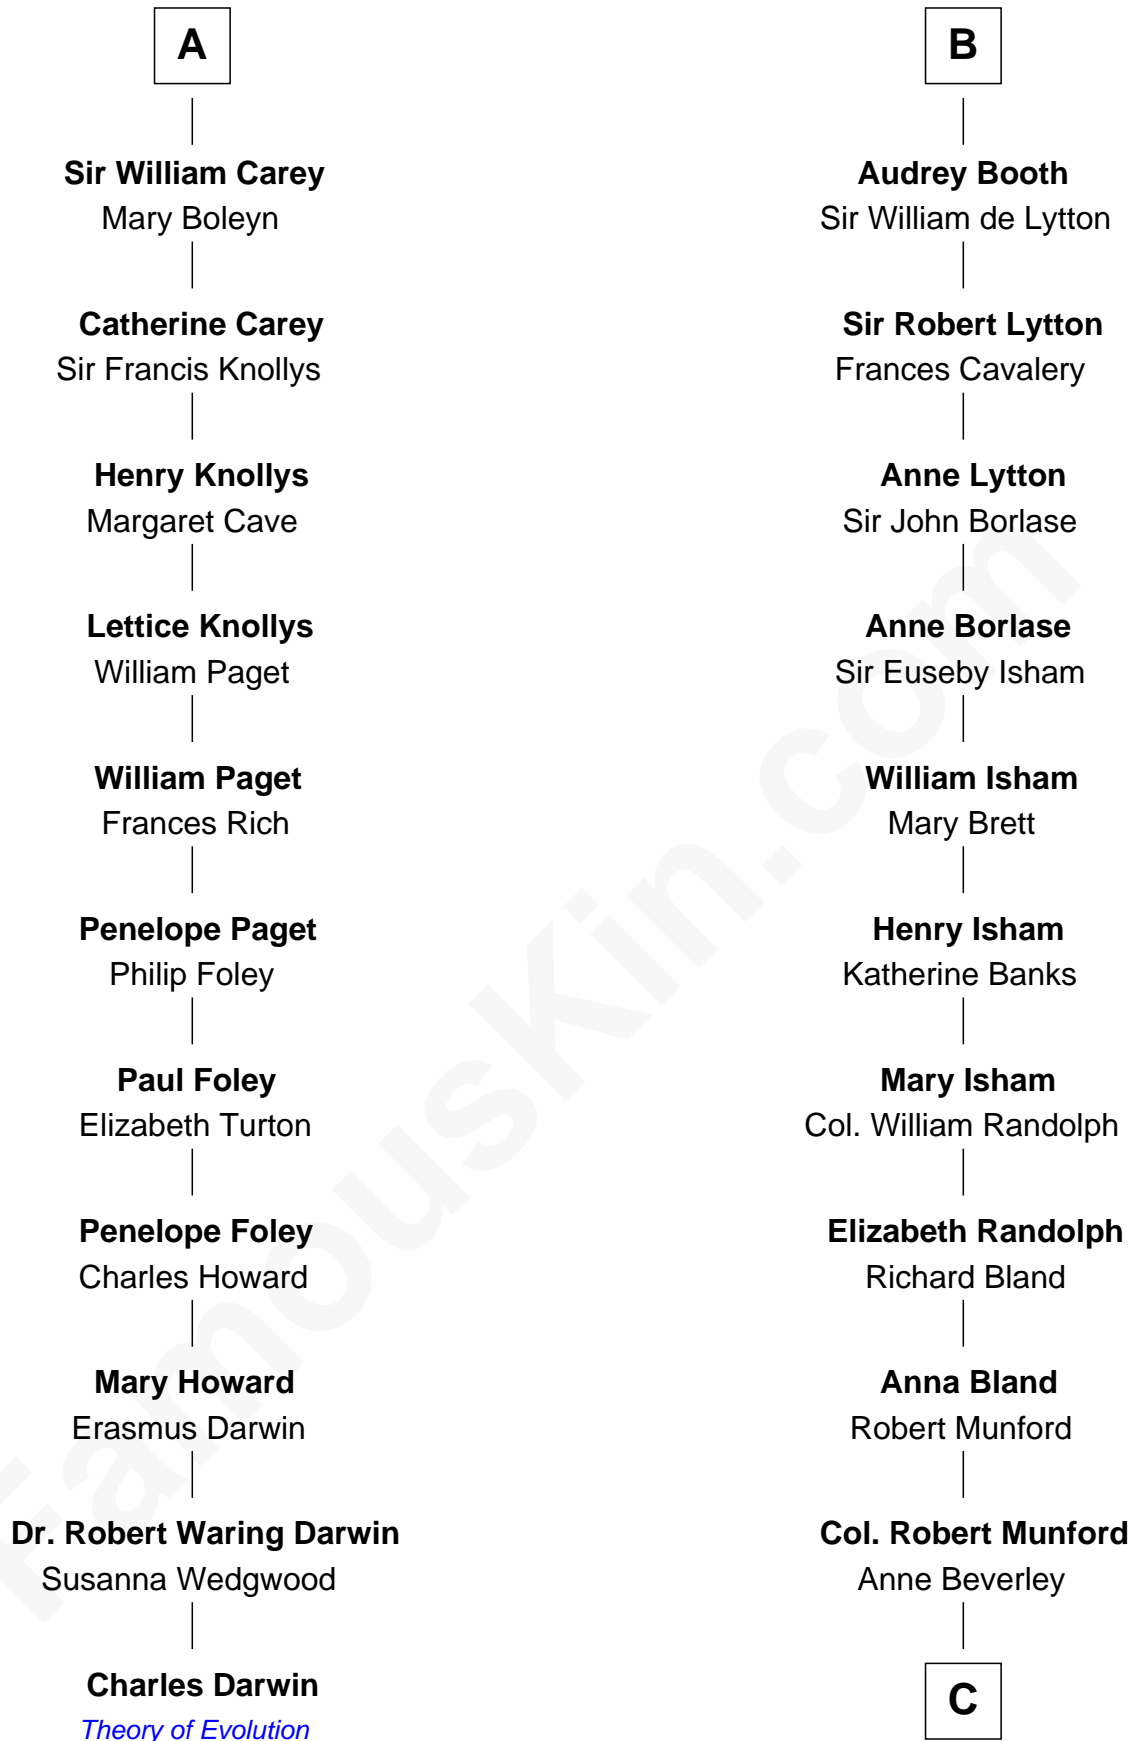 A
Sir William Carey
Mary Boleyn
Catherine Carey
Sir Francis Knollys
Henry Knollys
Margaret Cave
Lettice Knollys
William Paget
William Paget
Frances Rich
Penelope Paget
Philip Foley
Paul Foley
Elizabeth Turton
Penelope Foley
Charles Howard
Mary Howard
Erasmus Darwin
Dr. Robert Waring Darwin
Susanna Wedgwood
Charles Darwin
Theory of Evolution
B
Audrey Booth
Sir William de Lytton
Sir Robert Lytton
Frances Cavalery
Anne Lytton
Sir John Borlase
Anne Borlase
Sir Euseby Isham
William Isham
Mary Brett
Henry Isham
Katherine Banks
Mary Isham
Col. William Randolph
Elizabeth Randolph
Richard Bland
Anna Bland
Robert Munford
Col. Robert Munford
Anne Beverley
C
FamousKin.com